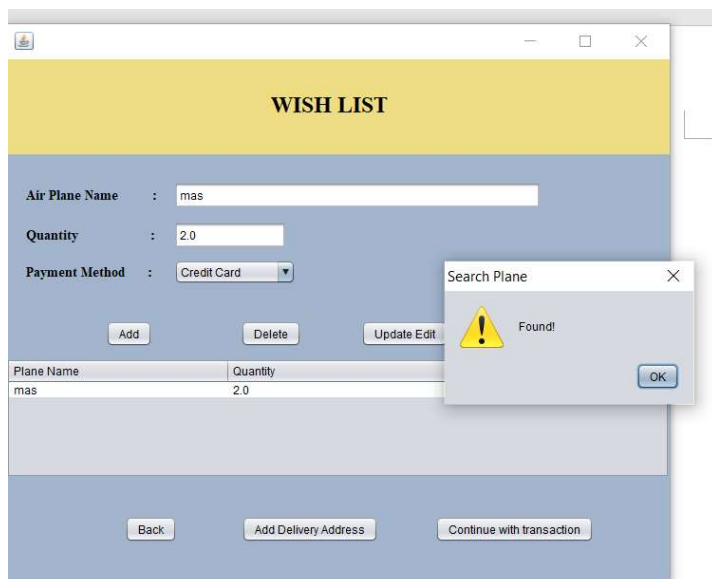 WISH LIST
Air Plane Name : mas
Quantity : 2.0
Payment Method : Credit Card
Search Plane
Found!
OK
Add Delete Update Edit
Plane Name Quantity
mas 2.0
Back Add Delivery Address Continue with transaction